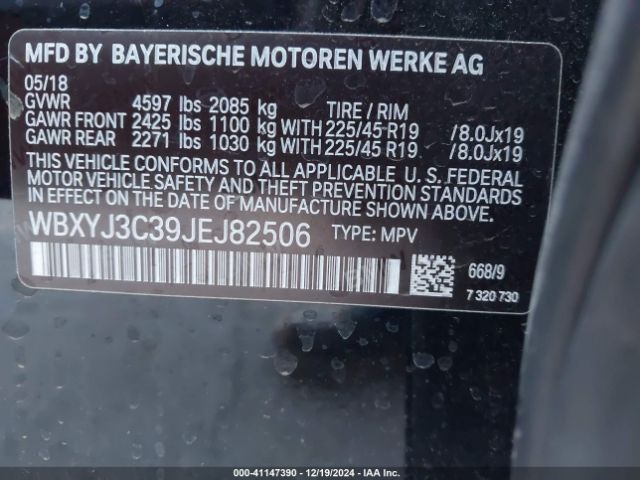 MFD BY BAYERISCHE MOTOREN WERKE AG
05/18
GVWR 4597 lbs 2085 kg TIRE / RIM
GAWR FRONT 2425 lbs 1100 kg WITH 225/45 R19 /8.0Jx19
GAWR REAR 2271 lbs 1030 kg WITH 225/45 R19 /8.0Jx19
THIS VEHICLE CONFORMS TO ALL APPLICABLE U. S. FEDERAL
MOTOR VEHICLE SAFETY AND THEFT PREVENTION STANDARDS
IN EFFECT ON THE DATE OF MANUFACTURE SHOWN ABOVE.
WBXYJ3C39JEJ82506 TYPE: MPV
668/9
7 320 730
000-41147390 - 12/19/2024 - IAAI.com